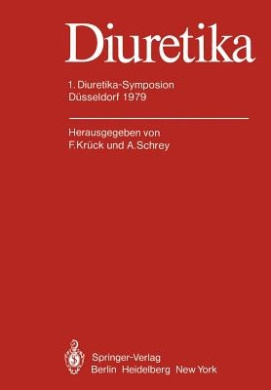 Diuretika
1. Diuretika-Symposion
Düsseldorf 1979
Herausgegeben von
F. Krück und A. Schrey
Springer-Verlag
Berlin Heidelberg New York